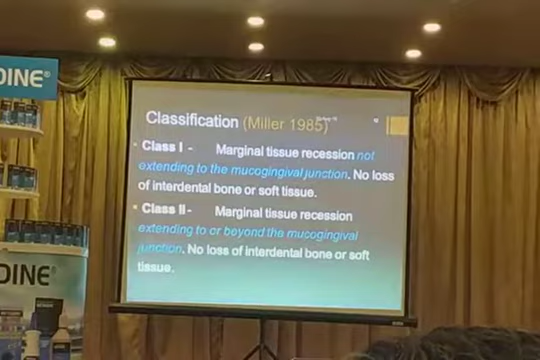 DINE®
Classification (Miller 1985)
Class I - Marginal tissue recession not
extending to the mucogingival junction. No loss
of interdental bone or soft tissue.
Class II - Marginal tissue recession
extending to or beyond the mucogingival
junction. No loss of interdental bone or soft
tissue.
DINE®